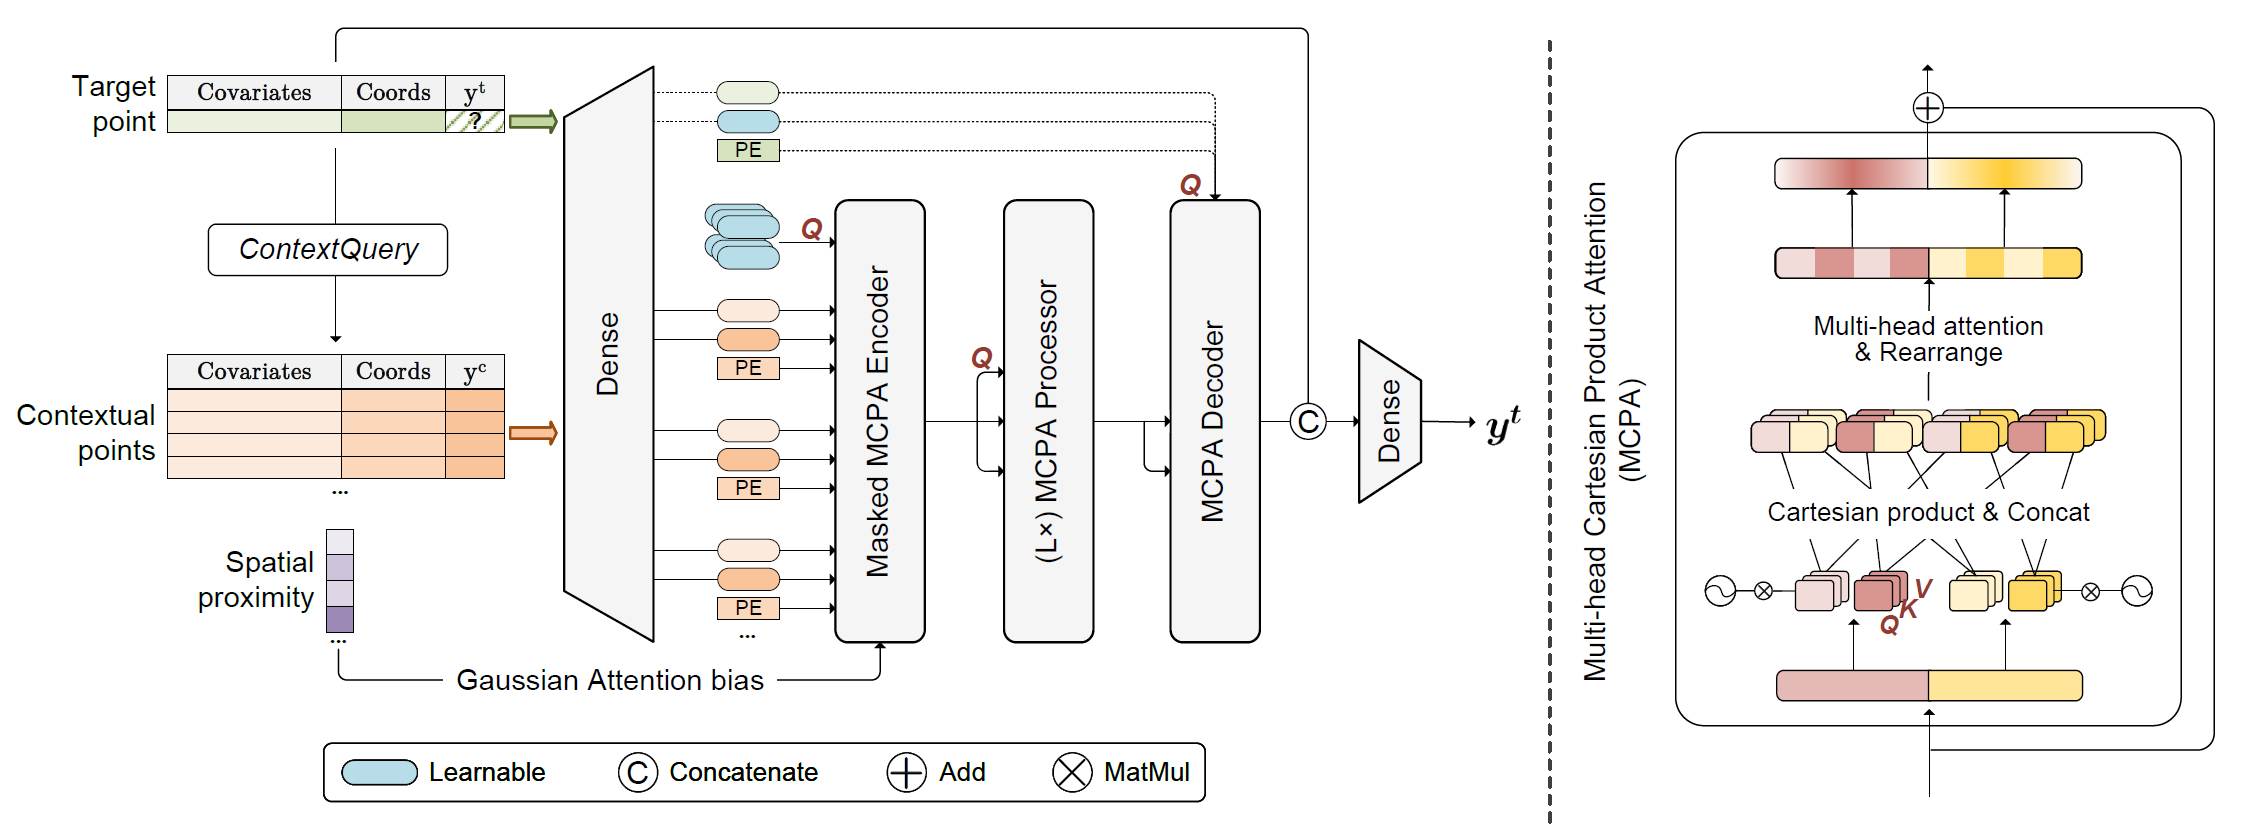 Target
point
Covariates Coords y^t
?
ContextQuery
Contextual
points
Covariates Coords y^c
...
Spatial
proximity
...
Gaussian Attention bias
Dense
PE
Q
PE
PE
PE
...
Masked MCPA Encoder
Q
(L×) MCPA Processor
Q
MCPA Decoder
C
Dense
y^t
Learnable
C Concatenate
Add
MatMul
Multi-head Cartesian Product Attention
(MCPA)
Multi-head attention
& Rearrange
Cartesian product & Concat
Q K V